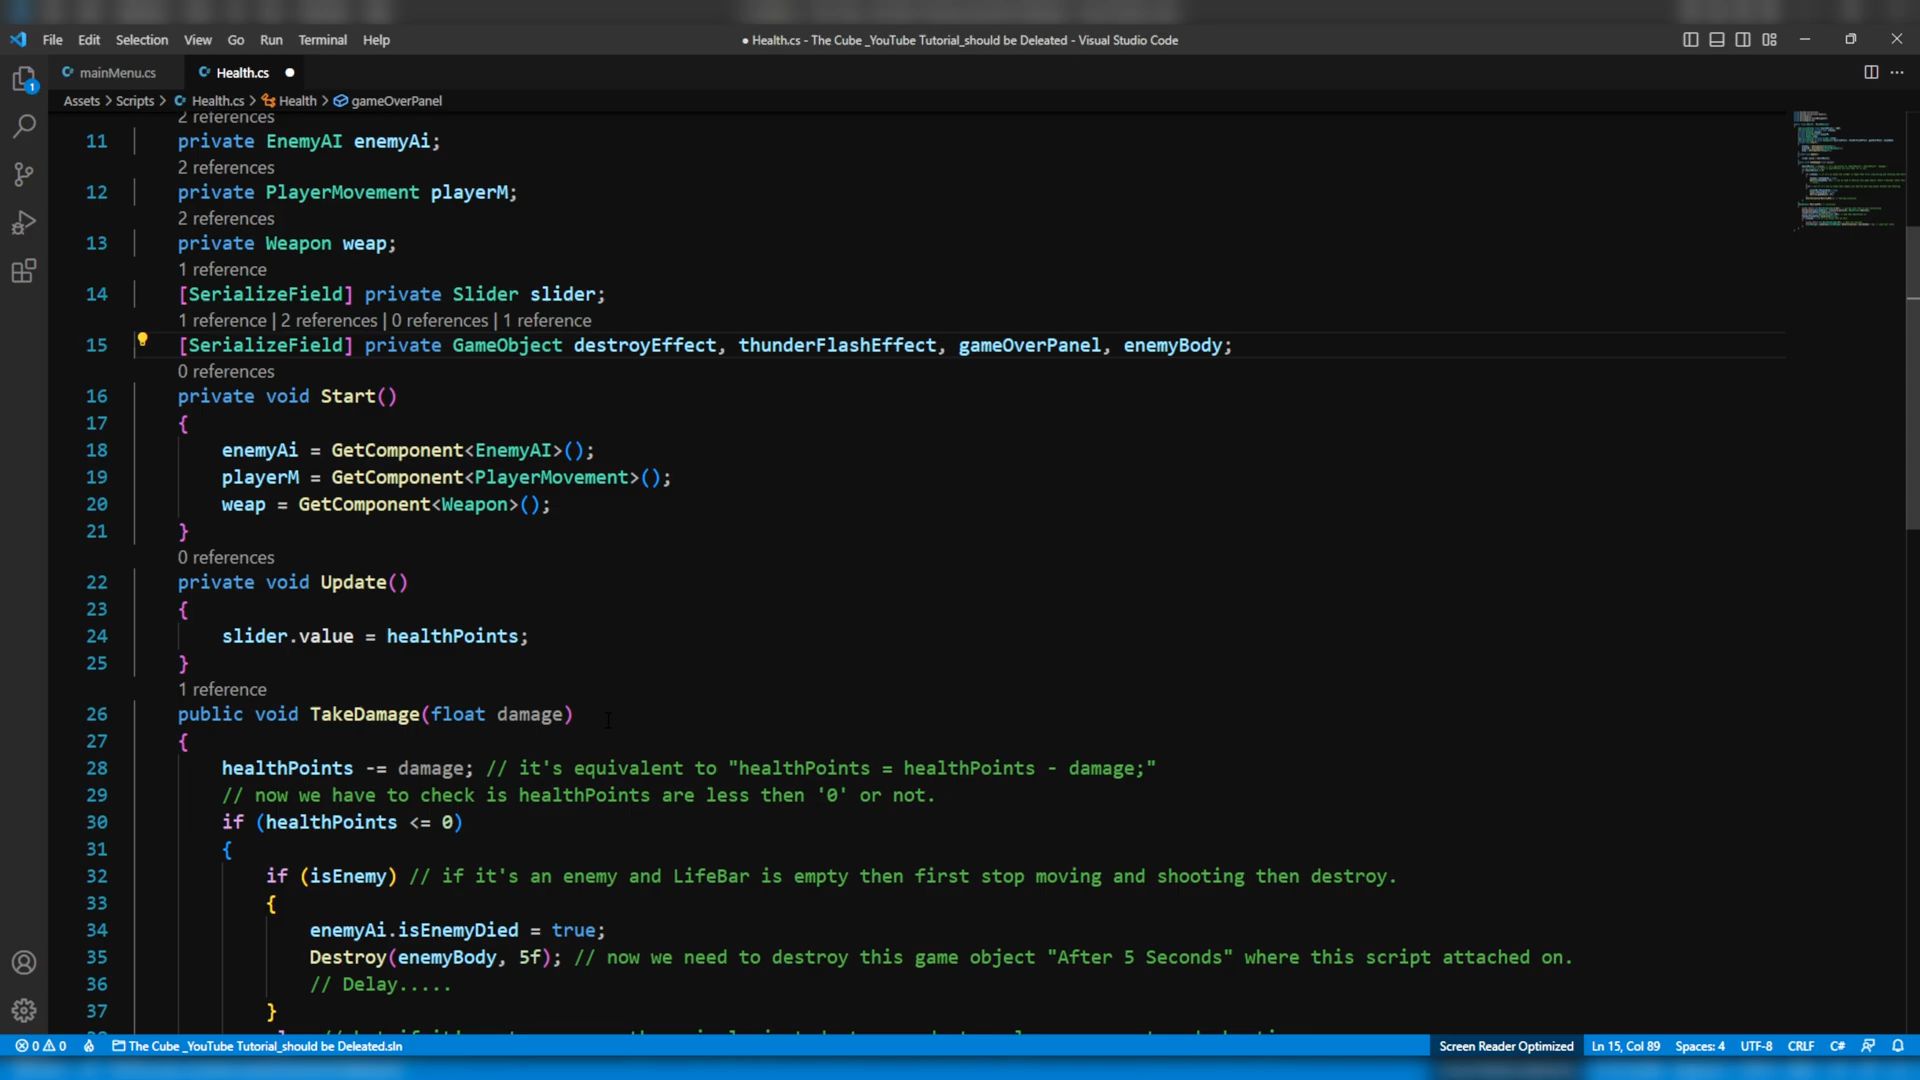 File Edit Selection View Go Run Terminal Help
● Health.cs - The Cube _YouTube Tutorial_should be Deleated - Visual Studio Code
mainMenu.cs Health.cs
Assets > Scripts > Health.cs > Health > gameOverPanel
1
2 references
11 private EnemyAI enemyAi;
2 references
12 private PlayerMovement playerM;
2 references
13 private Weapon weap;
1 reference
14 [SerializeField] private Slider slider;
1 reference | 2 references | 0 references | 1 reference
15 [SerializeField] private GameObject destroyEffect, thunderFlashEffect, gameOverPanel, enemyBody;
0 references
16 private void Start()
17 {
18 enemyAi = GetComponent<EnemyAI>();
19 playerM = GetComponent<PlayerMovement>();
20 weap = GetComponent<Weapon>();
21 }
0 references
22 private void Update()
23 {
24 slider.value = healthPoints;
25 }
1 reference
26 public void TakeDamage(float damage)
27 {
28 healthPoints -= damage; // it's equivalent to "healthPoints = healthPoints - damage;"
29 // now we have to check is healthPoints are less then '0' or not.
30 if (healthPoints <= 0)
31 {
32 if (isEnemy) // if it's an enemy and LifeBar is empty then first stop moving and shooting then destroy.
33 {
34 enemyAi.isEnemyDied = true;
35 Destroy(enemyBody, 5f); // now we need to destroy this game object "After 5 Seconds" where this script attached on.
36 // Delay.....
37 }
0 0 The Cube _YouTube Tutorial_should be Deleated.sln Screen Reader Optimized Ln 15, Col 89 Spaces: 4 UTF-8 CRLF C#